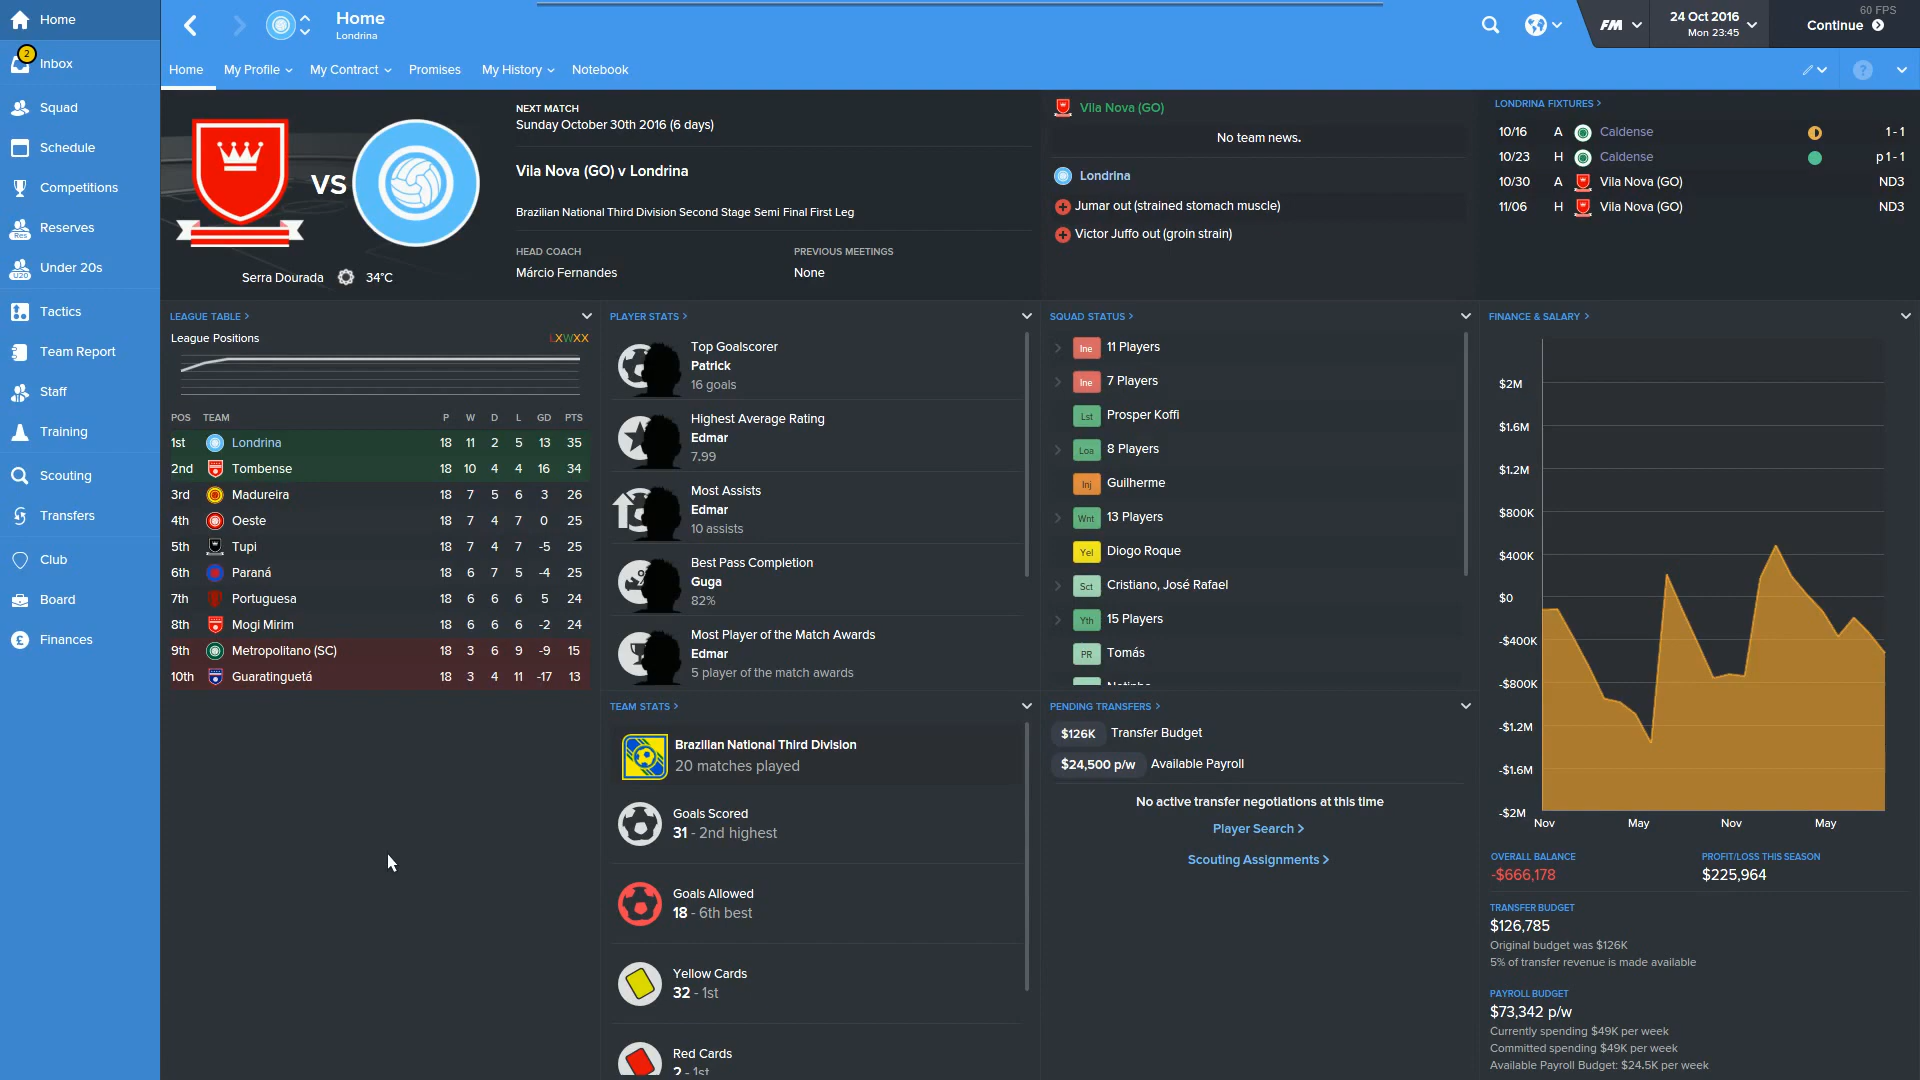 Home
2
Inbox
Squad
Schedule
Competitions
Res
Reserves
U20
Under 20s
Tactics
Team Report
Staff
Training
Scouting
Transfers
Club
Board
£
Finances
Home
Londrina
FM
24 Oct 2016
Mon 23:45
60 FPS
Continue
Home
My Profile
My Contract
Promises
My History
Notebook
?
VS
Serra Dourada
34°C
NEXT MATCH
Sunday October 30th 2016 (6 days)
Vila Nova (GO) v Londrina
Brazilian National Third Division Second Stage Semi Final First Leg
HEAD COACH
Márcio Fernandes
PREVIOUS MEETINGS
None
Vila Nova (GO)
No team news.
Londrina
Jumar out (strained stomach muscle)
Victor Juffo out (groin strain)
LONDRINA FIXTURES >
10/16 A Caldense 1 - 1
10/23 H Caldense p 1 - 1
10/30 A Vila Nova (GO) ND3
11/06 H Vila Nova (GO) ND3
LEAGUE TABLE >
League Positions
LXWXX
POS TEAM P W D L GD PTS
1st Londrina 18 11 2 5 13 35
2nd Tombense 18 10 4 4 16 34
3rd Madureira 18 7 5 6 3 26
4th Oeste 18 7 4 7 0 25
5th Tupi 18 7 4 7 -5 25
6th Paraná 18 6 7 5 -4 25
7th Portuguesa 18 6 6 6 5 24
8th Mogi Mirim 18 6 6 6 -2 24
9th Metropolitano (SC) 18 3 6 9 -9 15
10th Guaratinguetá 18 3 4 11 -17 13
PLAYER STATS >
Top Goalscorer
Patrick
16 goals
Highest Average Rating
Edmar
7.99
Most Assists
Edmar
10 assists
Best Pass Completion
Guga
82%
Most Player of the Match Awards
Edmar
5 player of the match awards
TEAM STATS >
Brazilian National Third Division
20 matches played
Goals Scored
31 - 2nd highest
Goals Allowed
18 - 6th best
Yellow Cards
32 - 1st
Red Cards
2 - 1st
SQUAD STATUS >
Ine 11 Players
Ine 7 Players
Lst Prosper Koffi
Loa 8 Players
Inj Guilherme
Wnt 13 Players
Yel Diogo Roque
Sct Cristiano, José Rafael
Yth 15 Players
PR Tomás
PENDING TRANSFERS >
$126K Transfer Budget
$24,500 p/w Available Payroll
No active transfer negotiations at this time
Player Search >
Scouting Assignments >
FINANCE & SALARY >
$2M
$1.6M
$1.2M
$800K
$400K
$0
-$400K
-$800K
-$1.2M
-$1.6M
-$2M
Nov May Nov May
OVERALL BALANCE
-$666,178
PROFIT/LOSS THIS SEASON
$225,964
TRANSFER BUDGET
$126,785
Original budget was $126K
5% of transfer revenue is made available
PAYROLL BUDGET
$73,342 p/w
Currently spending $49K per week
Committed spending $49K per week
Available Payroll Budget: $24.5K per week